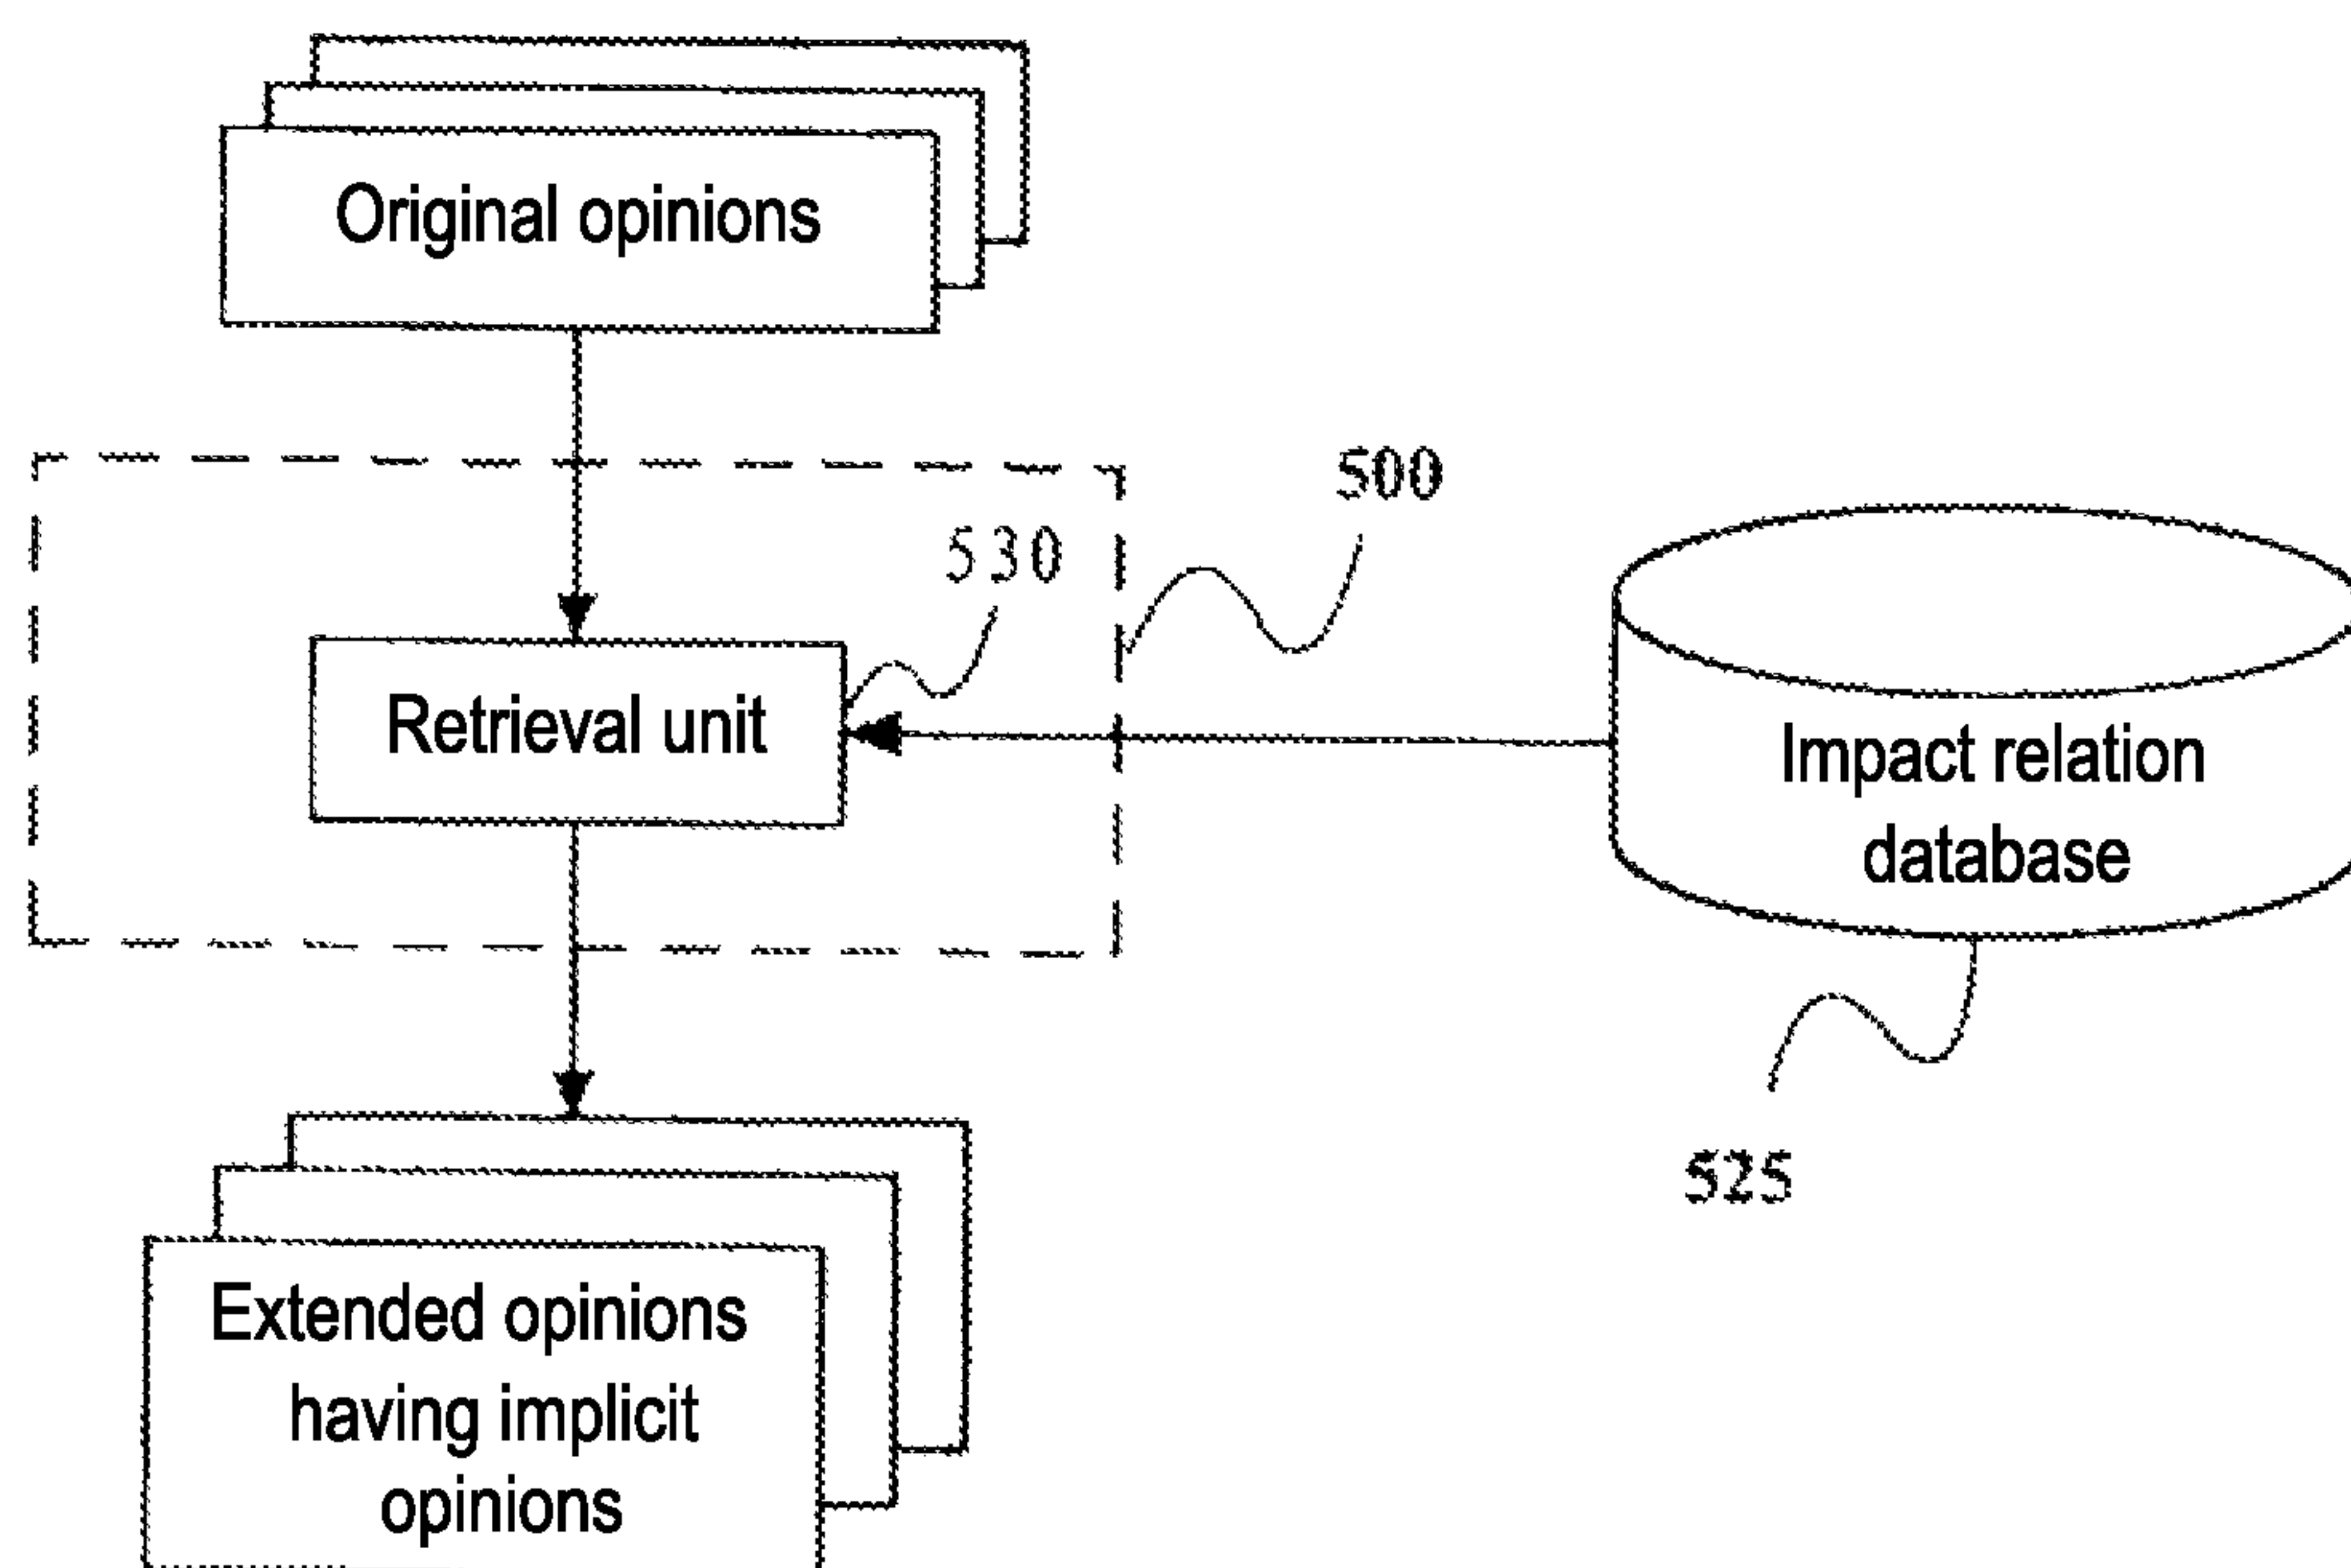 Original opinions
500
530
Retrieval unit
Impact relation
database
525
Extended opinions
having implicit
opinions